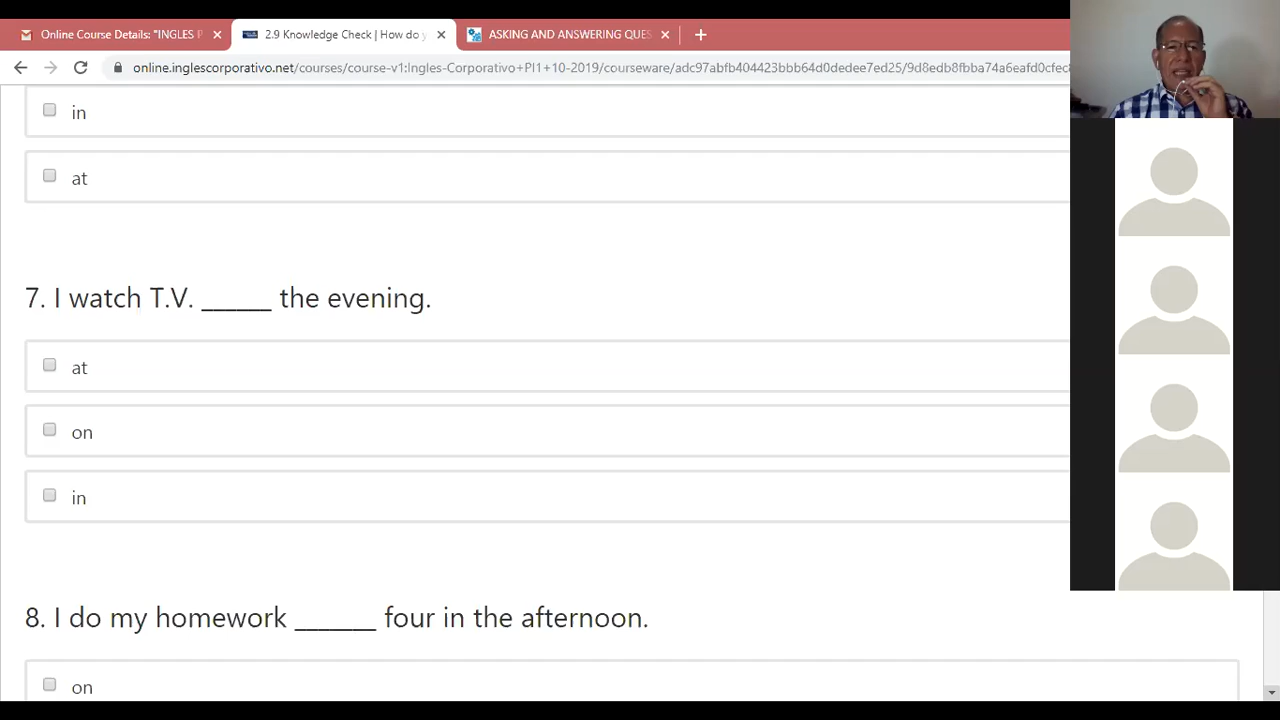 Online Course Details: "INGLES P
2.9 Knowledge Check | How do y
ASKING AND ANSWERING QUES
online.inglescorporativo.net/courses/course-v1:Ingles-Corporativo+PI1+10-2019/courseware/adc97abfb404423bbb64d0dedee7ed25/9d8edb8fbba74a6eafd0cfec8
in
at
7. I watch T.V. ______ the evening.
at
on
in
8. I do my homework _______ four in the afternoon.
on